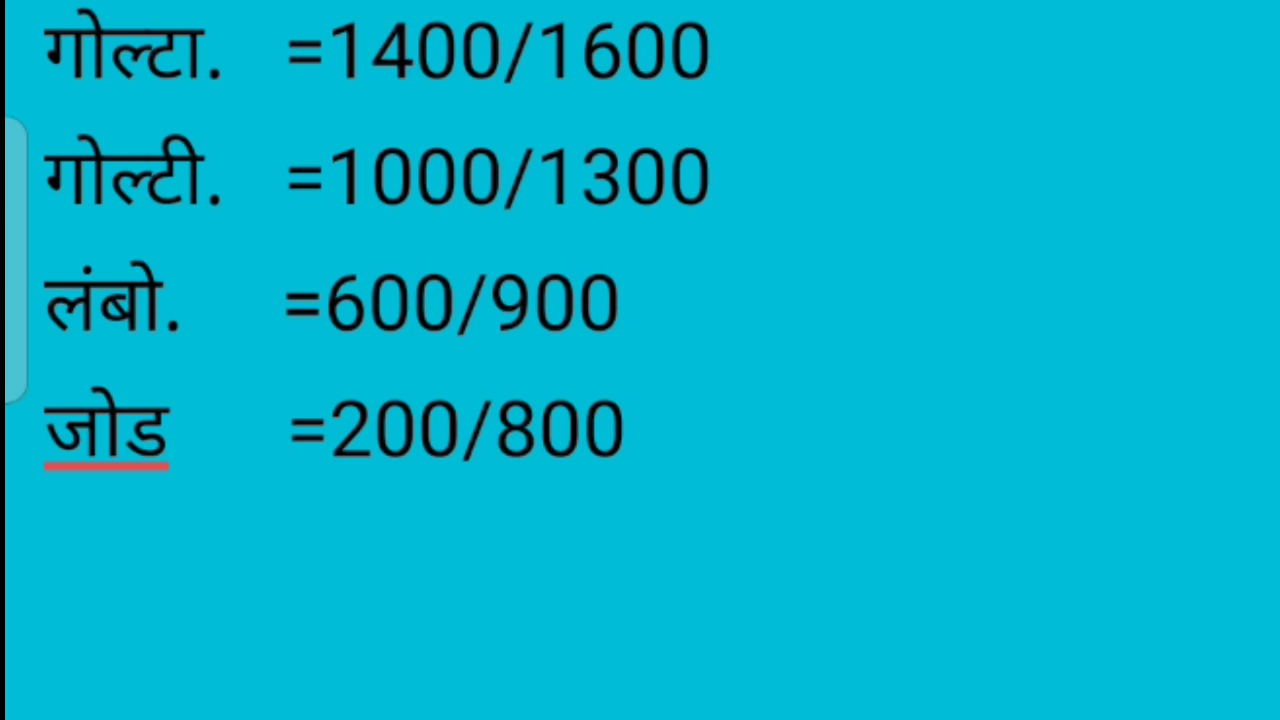 गोल्टा. =1400/1600
गोल्टी. =1000/1300
लंबो. =600/900
जोड =200/800